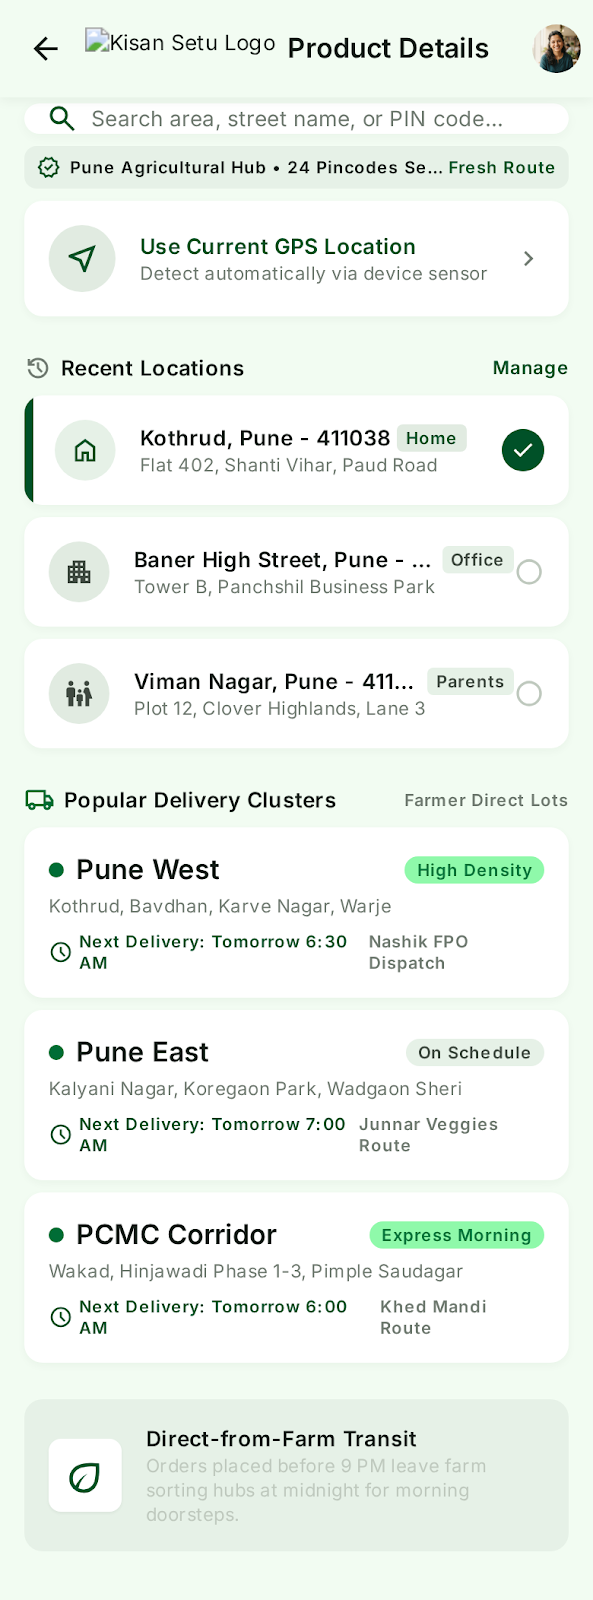 Kisan Setu Logo
Product Details
Search area, street name, or PIN code...
Pune Agricultural Hub • 24 Pincodes Se... Fresh Route
Use Current GPS Location
Detect automatically via device sensor
Recent Locations
Manage
Kothrud, Pune - 411038 Home
Flat 402, Shanti Vihar, Paud Road
Baner High Street, Pune - ... Office
Tower B, Panchshil Business Park
Viman Nagar, Pune - 411... Parents
Plot 12, Clover Highlands, Lane 3
Popular Delivery Clusters
Farmer Direct Lots
Pune West
High Density
Kothrud, Bavdhan, Karve Nagar, Warje
Next Delivery: Tomorrow 6:30
AM
Nashik FPO
Dispatch
Pune East
On Schedule
Kalyani Nagar, Koregaon Park, Wadgaon Sheri
Next Delivery: Tomorrow 7:00
AM
Junnar Veggies
Route
PCMC Corridor
Express Morning
Wakad, Hinjawadi Phase 1-3, Pimple Saudagar
Next Delivery: Tomorrow 6:00
AM
Khed Mandi
Route
Direct-from-Farm Transit
Orders placed before 9 PM leave farm
sorting hubs at midnight for morning
doorsteps.